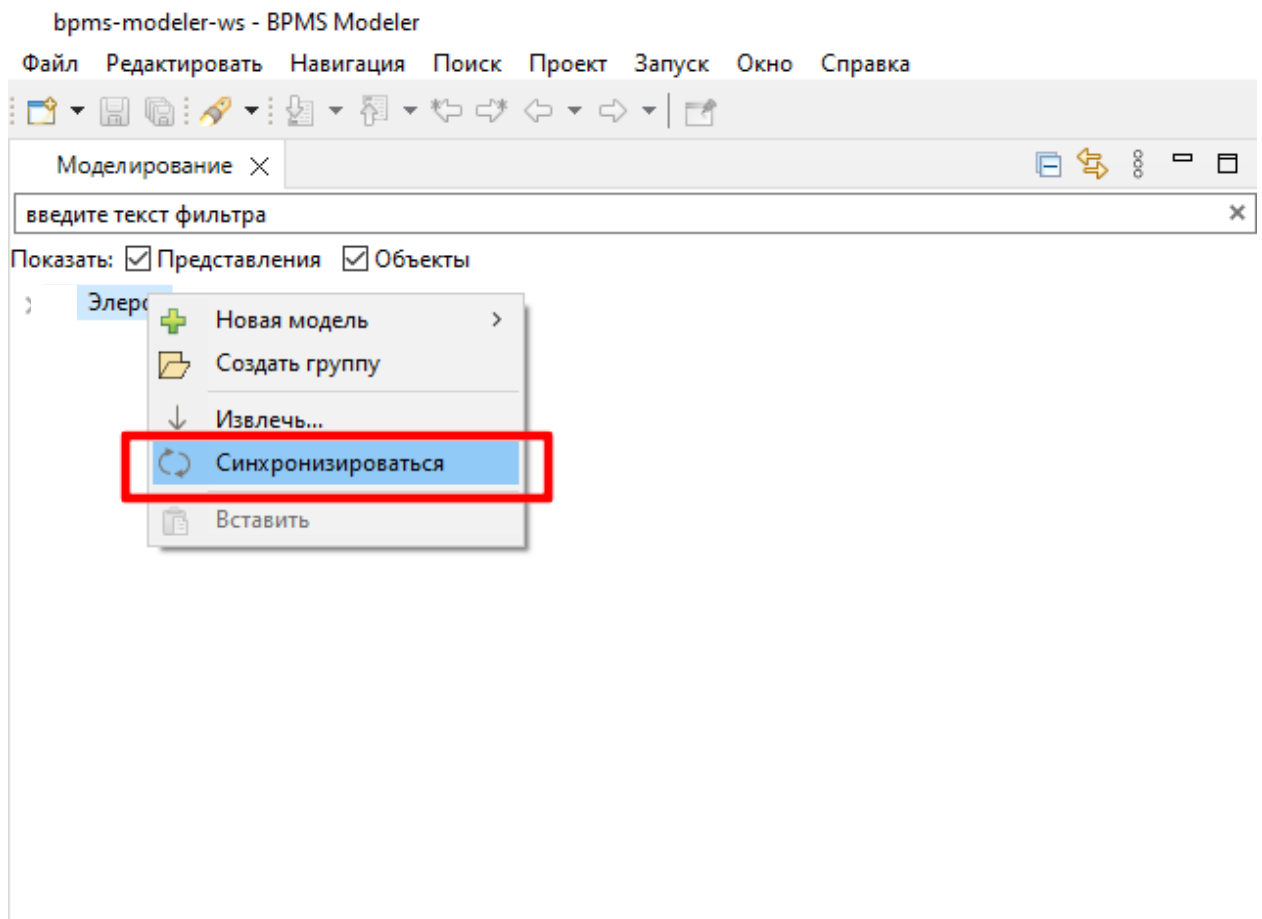 bpms-modeler-ws - BPMS Modeler
Файл Редактировать Навигация Поиск Проект Запуск Окно Справка
Моделирование
введите текст фильтра
Показать: Представления Объекты
Новая модель
Создать группу
Извлечь...
Синхронизироваться
Вставить